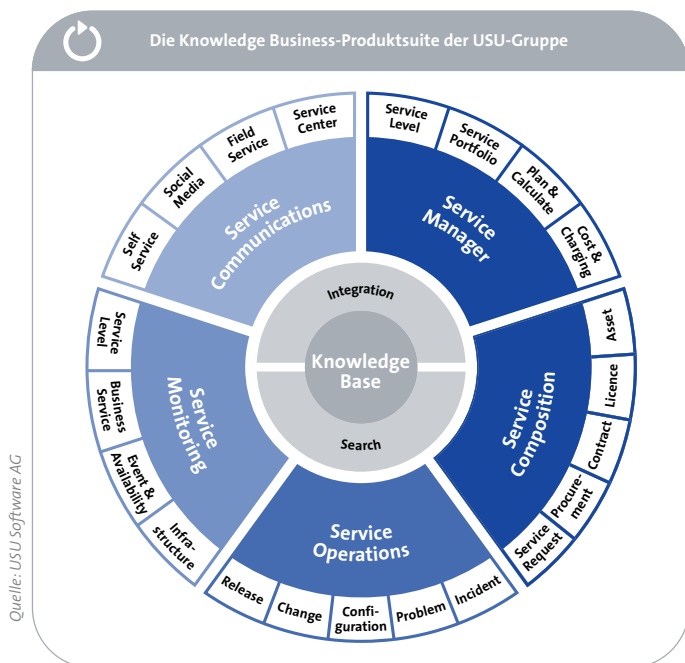 Die Knowledge Business-Produktsuite der USU-Gruppe
Service
Center
Field
Service
Social
Media
Self
Service
Service
Communications
Service
Level
Service
Portfolio
Plan &
Calculate
Cost &
Charging
Service
Manager
Asset
Licence
Contract
Procure-
ment
Service
Request
Service
Composition
Incident
Problem
Confi-
guration
Change
Release
Service
Operations
Infra-
structure
Event &
Availability
Business
Service
Service
Level
Service
Monitoring
Integration
Knowledge
Base
Search
Quelle: USU Software AG